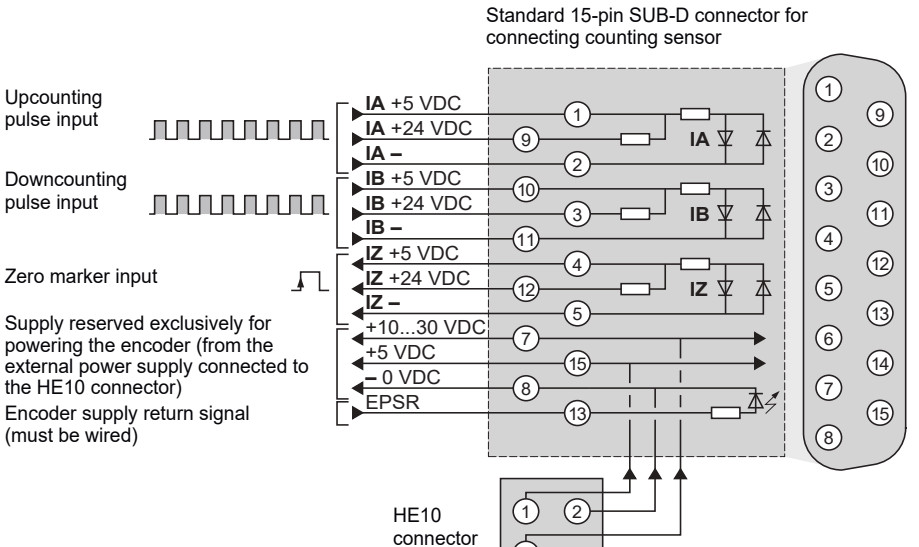 Standard 15-pin SUB-D connector for
connecting counting sensor
Upcounting
pulse input
IA +5 VDC
IA +24 VDC
IA –
1
9
2
IA
Downcounting
pulse input
IB +5 VDC
IB +24 VDC
IB –
10
3
11
IB
Zero marker input
IZ +5 VDC
IZ +24 VDC
IZ –
4
12
5
IZ
Supply reserved exclusively for
powering the encoder (from the
external power supply connected to
the HE10 connector)
+10...30 VDC
+5 VDC
– 0 VDC
7
15
8
Encoder supply return signal
(must be wired)
EPSR
13
1
9
2
10
3
11
4
12
5
13
6
14
7
15
8
HE10
connector
1
2